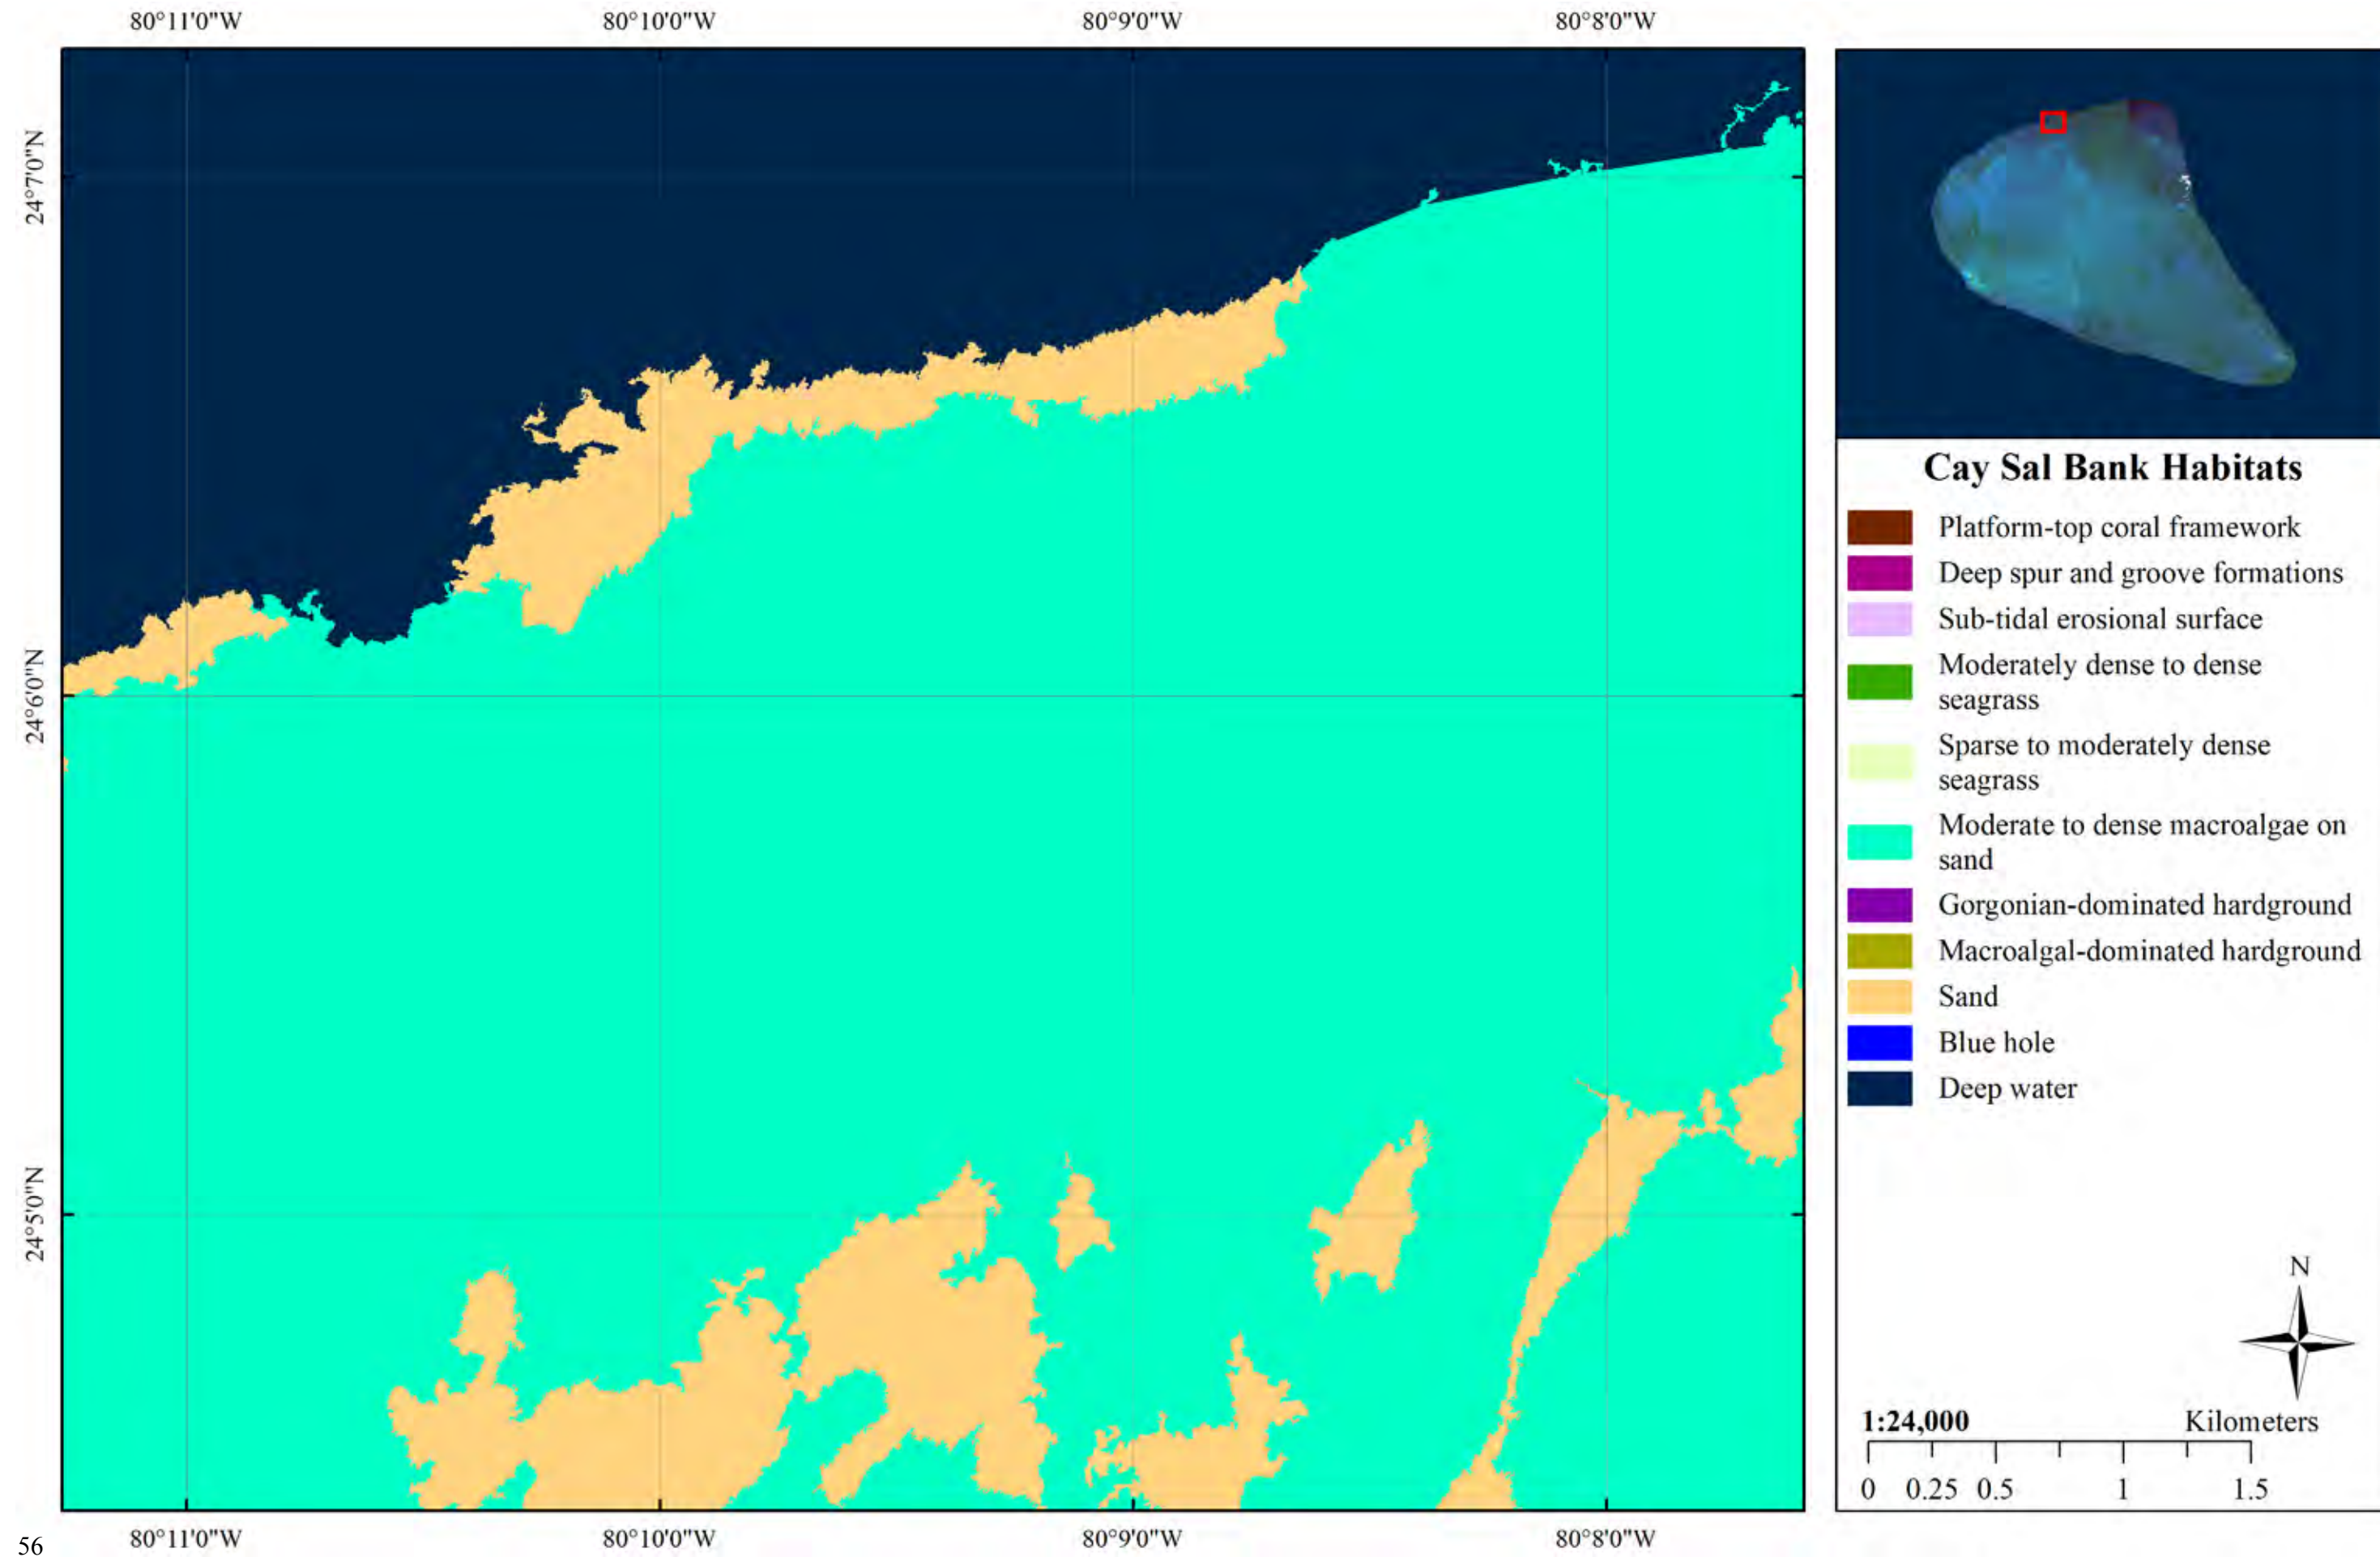 80°11'0"W 80°10'0"W 80°9'0"W 80°8'0"W
24°7'0"N
24°6'0"N
24°5'0"N
80°11'0"W 80°10'0"W 80°9'0"W 80°8'0"W
Cay Sal Bank Habitats
Platform-top coral framework
Deep spur and groove formations
Sub-tidal erosional surface
Moderately dense to dense
seagrass
Sparse to moderately dense
seagrass
Moderate to dense macroalgae on
sand
Gorgonian-dominated hardground
Macroalgal-dominated hardground
Sand
Blue hole
Deep water
N
1:24,000 Kilometers
0 0.25 0.5 1 1.5
56